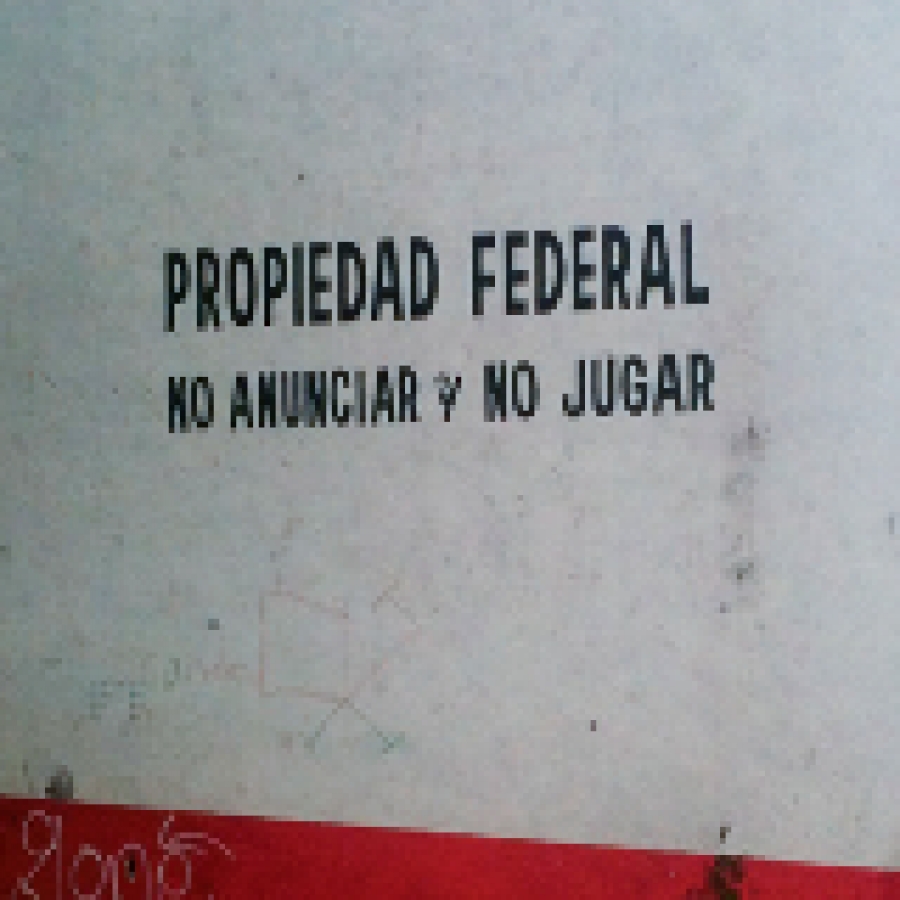 PROPIEDAD FEDERAL
NO ANUNCIAR Y NO JUGAR